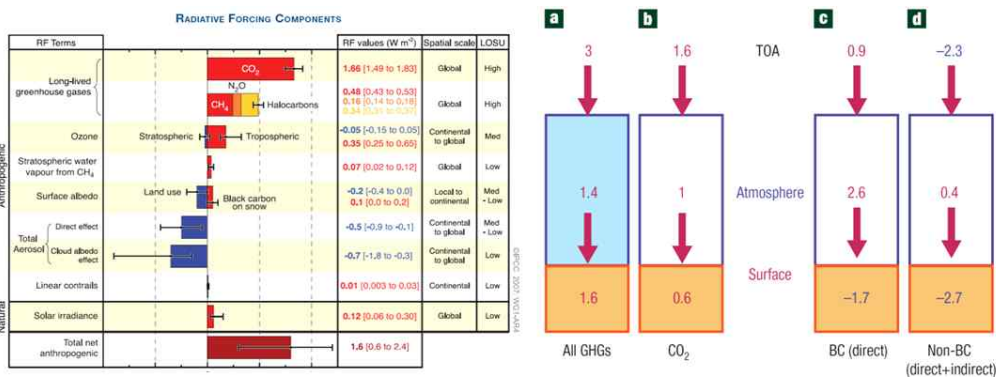 RADIATIVE FORCING COMPONENTS
RF Terms
RF values (W m⁻²) Spatial scale LOSU
Anthropogenic
Long-lived
greenhouse gases
CO₂
1.66 [1.49 to 1.83]
Global
High
N₂O
CH₄
Halocarbons
0.48 [0.43 to 0.53]
0.16 [0.14 to 0.18]
0.34 [0.31 to 0.37]
Global
High
Ozone
Stratospheric
Tropospheric
-0.05 [-0.15 to 0.05]
0.35 [0.25 to 0.65]
Continental
to global
Med
Stratospheric water
vapour from CH₄
0.07 [0.02 to 0.12]
Global
Low
Surface albedo
Land use
Black carbon
on snow
-0.2 [-0.4 to 0.0]
0.1 [0.0 to 0.2]
Local to
continental
Med
- Low
Total
Aerosol
Direct effect
-0.5 [-0.9 to -0.1]
Continental
to global
Med
- Low
Cloud albedo
effect
-0.7 [-1.8 to -0.3]
Continental
to global
Low
Linear contrails
0.01 [0.003 to 0.03]
Continental
Low
Natural
Solar irradiance
0.12 [0.06 to 0.30]
Global
Low
Total net
anthropogenic
1.6 [0.6 to 2.4]
©IPCC 2007: WG1-AR4
a b c d
3 1.6 TOA 0.9 –2.3
1.4 1 Atmosphere 2.6 0.4
Surface
1.6 0.6 –1.7 –2.7
All GHGs CO₂ BC (direct) Non-BC
(direct+indirect)